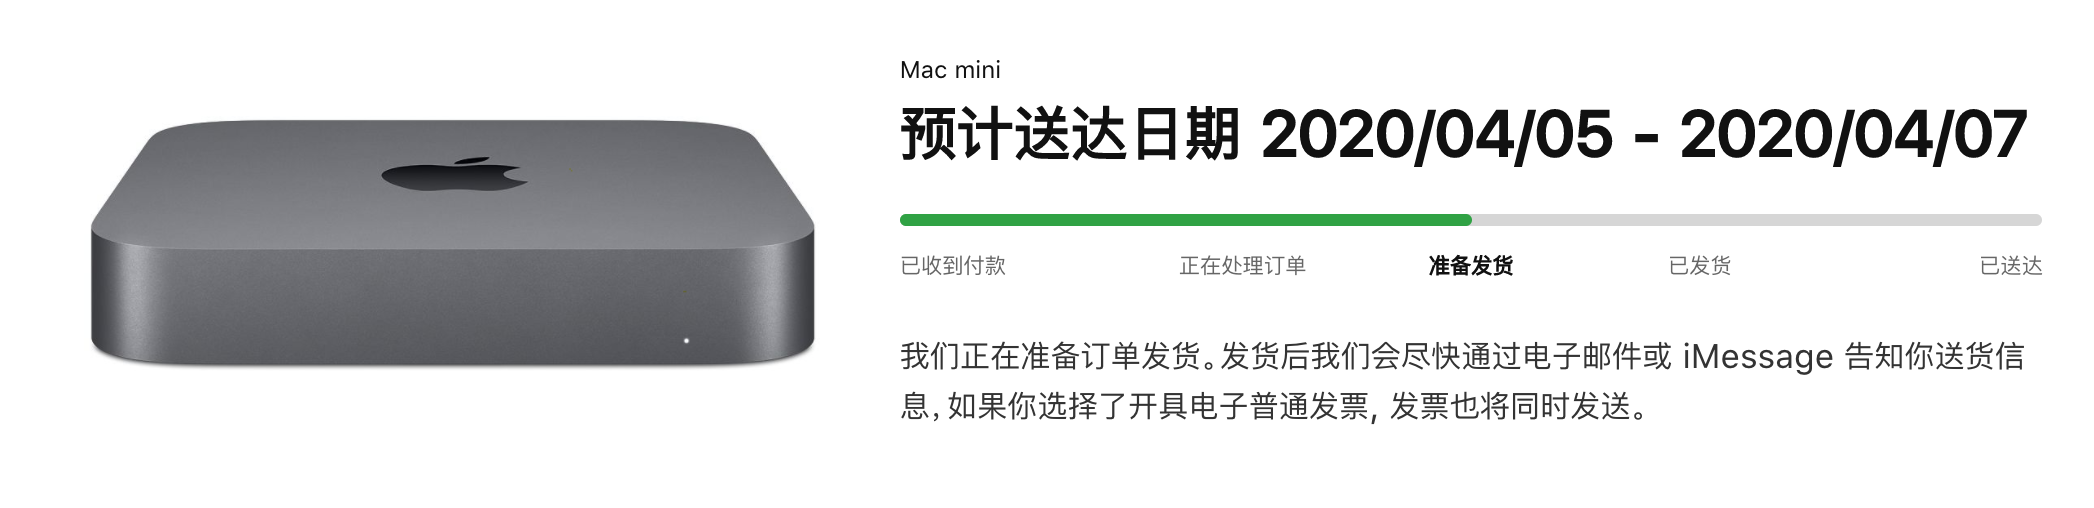 Mac mini
预计送达日期 2020/04/05 - 2020/04/07
已收到付款 正在处理订单 准备发货 已发货 已送达
我们正在准备订单发货。发货后我们会尽快通过电子邮件或 iMessage 告知你送货信
息，如果你选择了开具电子普通发票, 发票也将同时发送。